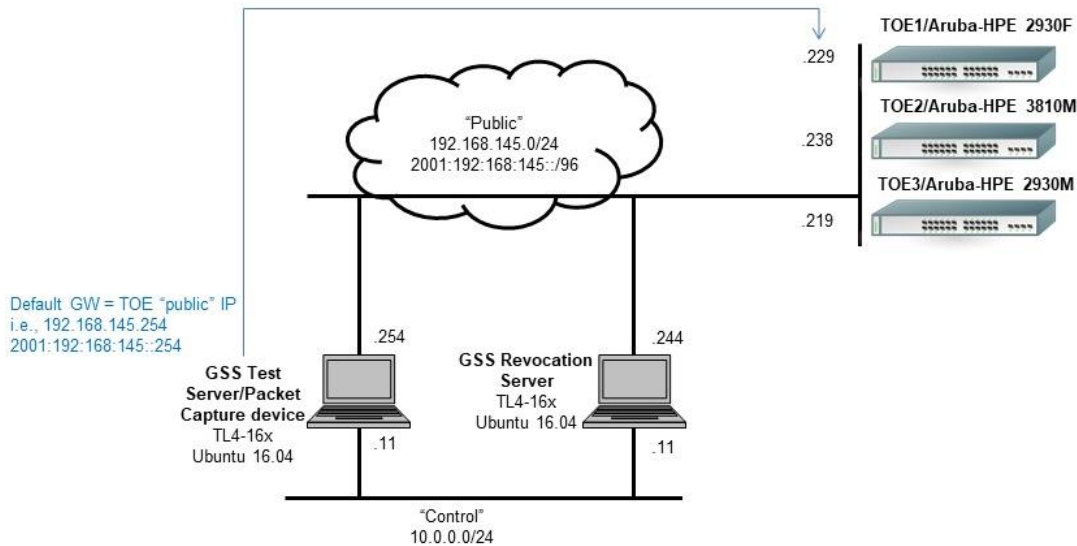 TOE1/Aruba-HPE 2930F
.229
TOE2/Aruba-HPE 3810M
.238
TOE3/Aruba-HPE 2930M
.219
“Public”
192.168.145.0/24
2001:192:168:145::/96
Default GW = TOE “public” IP
i.e., 192.168.145.254
2001:192:168:145::254
.254
GSS Test
Server/Packet
Capture device
TL4-16x
Ubuntu 16.04
.11
.244
GSS Revocation
Server
TL4-16x
Ubuntu 16.04
.11
“Control”
10.0.0.0/24